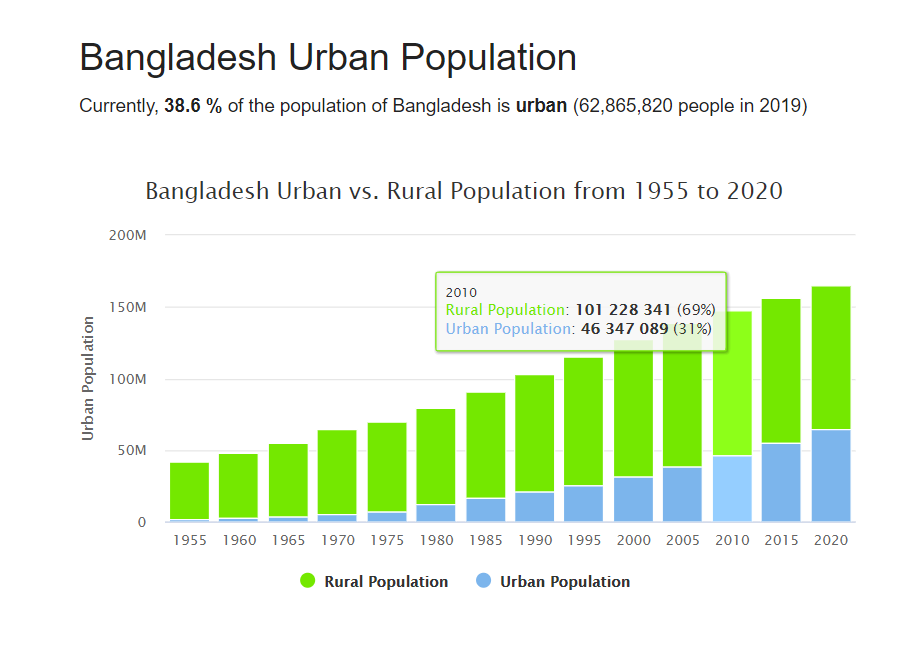 Bangladesh Urban Population
Currently, 38.6 % of the population of Bangladesh is urban (62,865,820 people in 2019)
Bangladesh Urban vs. Rural Population from 1955 to 2020
Urban Population
200M
150M
100M
50M
0
2010
Rural Population: 101 228 341 (69%)
Urban Population: 46 347 089 (31%)
1955 1960 1965 1970 1975 1980 1985 1990 1995 2000 2005 2010 2015 2020
Rural Population Urban Population